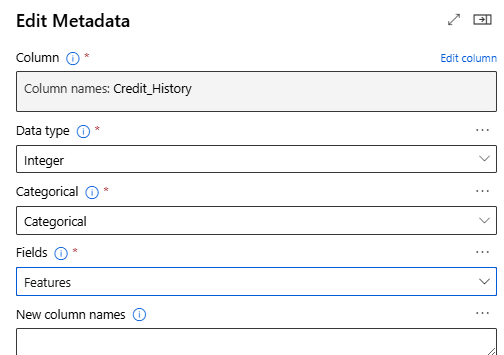 Edit Metadata
Column * Edit column
Column names: Credit_History
Data type * ...
Integer
Categorical * ...
Categorical
Fields * ...
Features
New column names ...